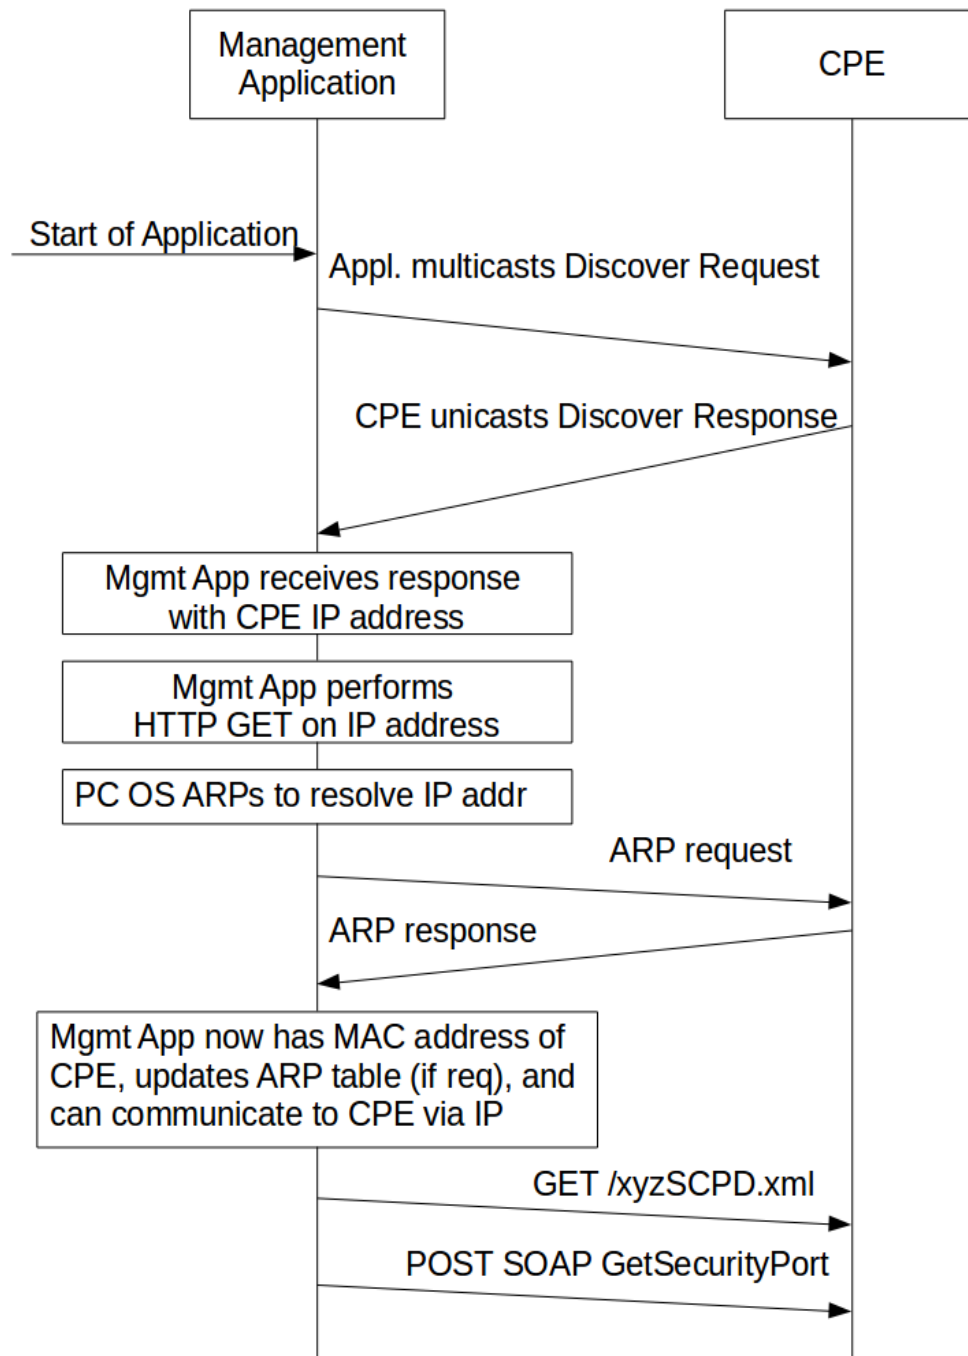 Management
Application
CPE
Start of Application
Appl. multicasts Discover Request
CPE unicasts Discover Response
Mgmt App receives response
with CPE IP address
Mgmt App performs
HTTP GET on IP address
PC OS ARPs to resolve IP addr
ARP request
ARP response
Mgmt App now has MAC address of
CPE, updates ARP table (if req), and
can communicate to CPE via IP
GET /xyzSCPD.xml
POST SOAP GetSecurityPort